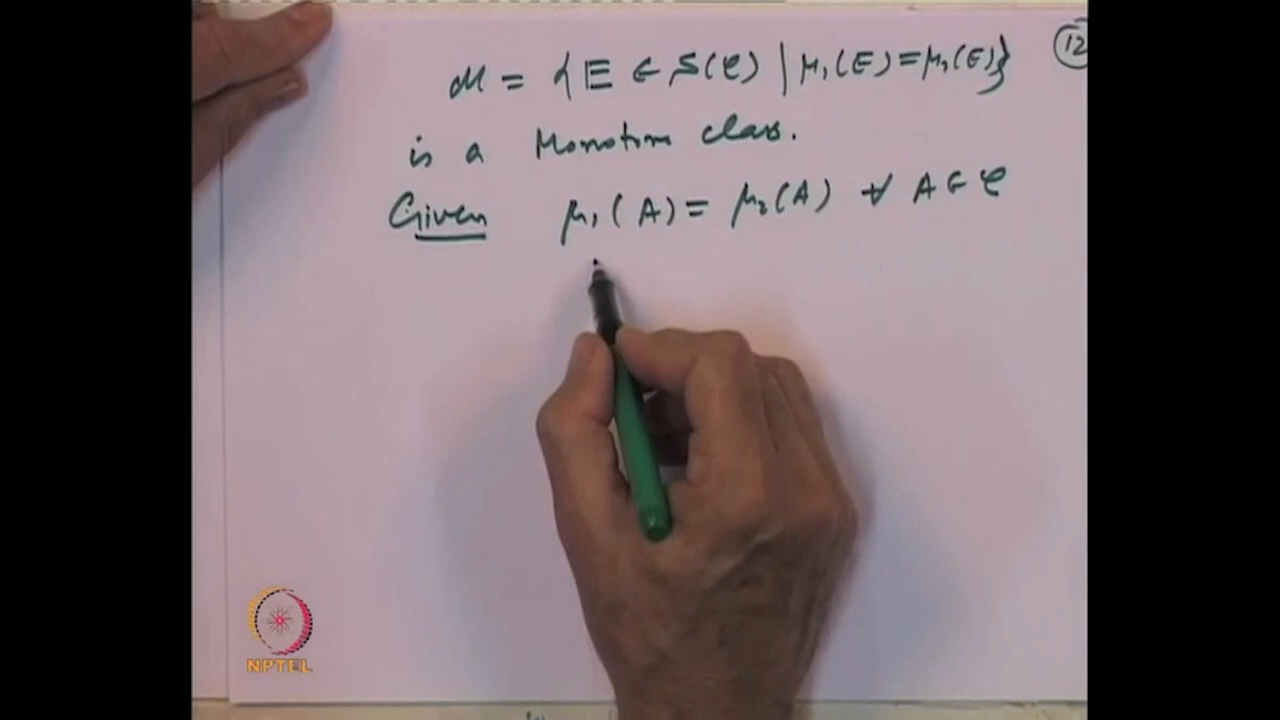 ℳ = { E ∈ S(𝒞) | μ₁(E) = μ₂(E)}
12
is a Monotone class.
Given μ₁(A) = μ₂(A) ∀ A ∈ 𝒞
NPTEL